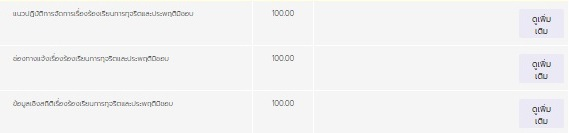 แนวปฏิบัติการจัดการเรื่องร้องเรียนการทุจริตและประพฤติมิชอบ 100.00 ดูเพิ่ม
เติม
ช่องทางแจ้งเรื่องร้องเรียนการทุจริตและประพฤติมิชอบ 100.00 ดูเพิ่ม
เติม
ข้อมูลเชิงสถิติเรื่องร้องเรียนการทุจริตและประพฤติมิชอบ 100.00 ดูเพิ่ม
เติม